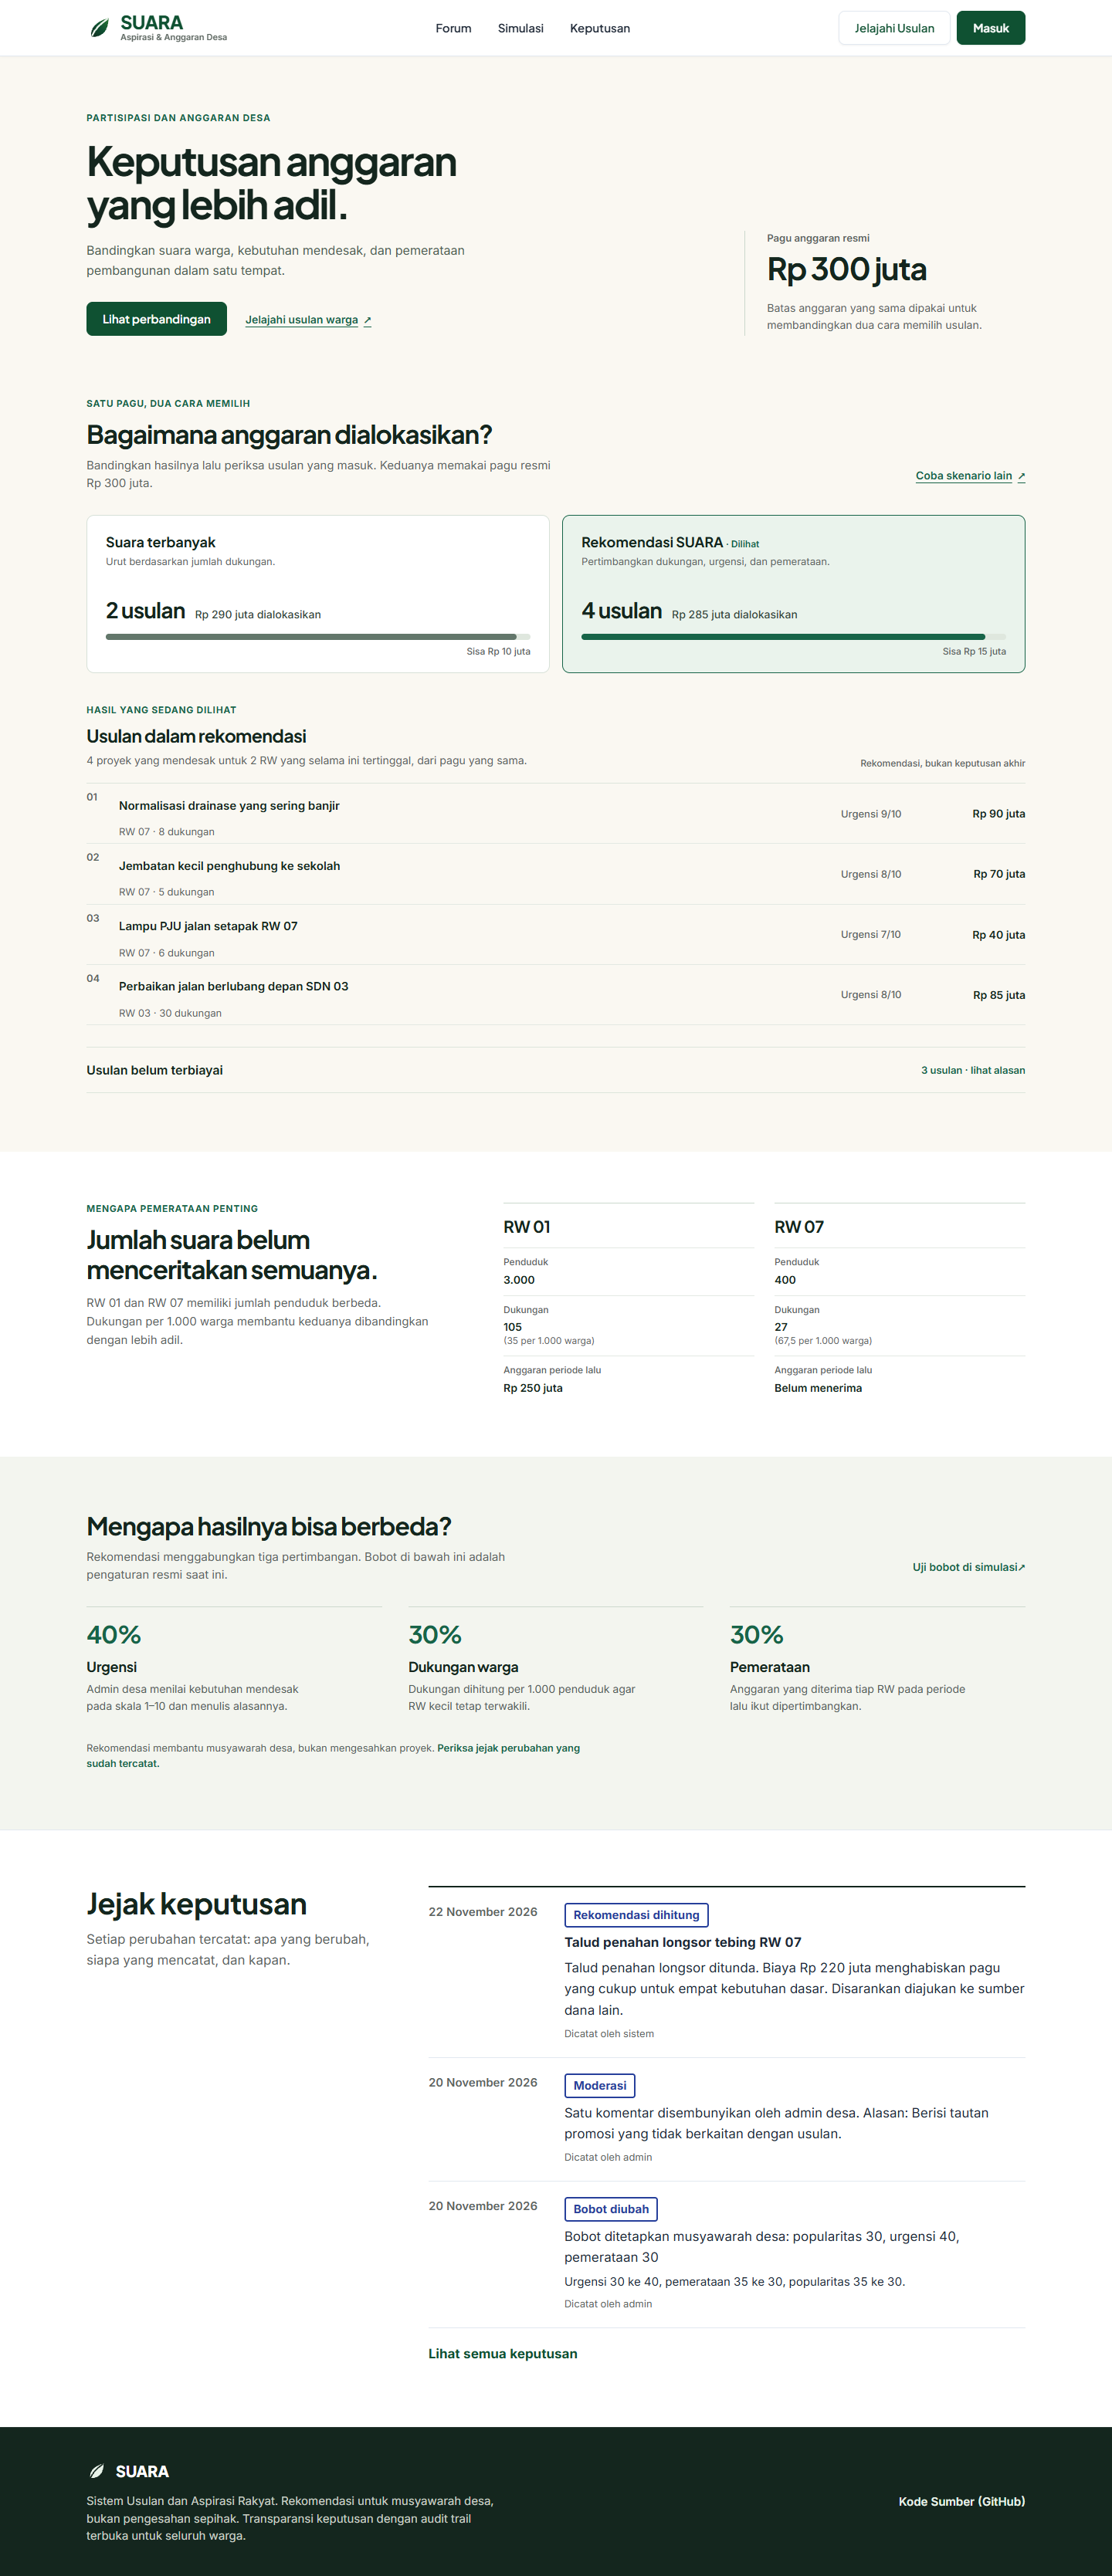 SUARA
Aspirasi & Anggaran Desa
Forum
Simulasi
Keputusan
Jelajahi Usulan
Masuk
PARTISIPASI DAN ANGGARAN DESA
Keputusan anggaran
yang lebih adil.
Bandingkan suara warga, kebutuhan mendesak, dan pemerataan
pembangunan dalam satu tempat.
Lihat perbandingan
Jelajahi usulan warga ↗
Pagu anggaran resmi
Rp 300 juta
Batas anggaran yang sama dipakai untuk
membandingkan dua cara memilih usulan.
SATU PAGU, DUA CARA MEMILIH
Bagaimana anggaran dialokasikan?
Bandingkan hasilnya lalu periksa usulan yang masuk. Keduanya memakai pagu resmi
Rp 300 juta.
Coba skenario lain ↗
Suara terbanyak
Urut berdasarkan jumlah dukungan.
2 usulan Rp 290 juta dialokasikan
Sisa Rp 10 juta
Rekomendasi SUARA · Dilihat
Pertimbangkan dukungan, urgensi, dan pemerataan.
4 usulan Rp 285 juta dialokasikan
Sisa Rp 15 juta
HASIL YANG SEDANG DILIHAT
Usulan dalam rekomendasi
4 proyek yang mendesak untuk 2 RW yang selama ini tertinggal, dari pagu yang sama.
Rekomendasi, bukan keputusan akhir
01
Normalisasi drainase yang sering banjir
RW 07 · 8 dukungan
Urgensi 9/10
Rp 90 juta
02
Jembatan kecil penghubung ke sekolah
RW 07 · 5 dukungan
Urgensi 8/10
Rp 70 juta
03
Lampu PJU jalan setapak RW 07
RW 07 · 6 dukungan
Urgensi 7/10
Rp 40 juta
04
Perbaikan jalan berlubang depan SDN 03
RW 03 · 30 dukungan
Urgensi 8/10
Rp 85 juta
Usulan belum terbiayai
3 usulan · lihat alasan
MENGAPA PEMERATAAN PENTING
Jumlah suara belum
menceritakan semuanya.
RW 01 dan RW 07 memiliki jumlah penduduk berbeda.
Dukungan per 1.000 warga membantu keduanya dibandingkan
dengan lebih adil.
RW 01
Penduduk
3.000
Dukungan
105
(35 per 1.000 warga)
Anggaran periode lalu
Rp 250 juta
RW 07
Penduduk
400
Dukungan
27
(67,5 per 1.000 warga)
Anggaran periode lalu
Belum menerima
Mengapa hasilnya bisa berbeda?
Rekomendasi menggabungkan tiga pertimbangan. Bobot di bawah ini adalah
pengaturan resmi saat ini.
Uji bobot di simulasi↗
40%
Urgensi
Admin desa menilai kebutuhan mendesak
pada skala 1–10 dan menulis alasannya.
30%
Dukungan warga
Dukungan dihitung per 1.000 penduduk agar
RW kecil tetap terwakili.
30%
Pemerataan
Anggaran yang diterima tiap RW pada periode
lalu ikut dipertimbangkan.
Rekomendasi membantu musyawarah desa, bukan mengesahkan proyek. Periksa jejak perubahan yang
sudah tercatat.
Jejak keputusan
Setiap perubahan tercatat: apa yang berubah,
siapa yang mencatat, dan kapan.
22 November 2026
Rekomendasi dihitung
Talud penahan longsor tebing RW 07
Talud penahan longsor ditunda. Biaya Rp 220 juta menghabiskan pagu
yang cukup untuk empat kebutuhan dasar. Disarankan diajukan ke sumber
dana lain.
Dicatat oleh sistem
20 November 2026
Moderasi
Satu komentar disembunyikan oleh admin desa. Alasan: Berisi tautan
promosi yang tidak berkaitan dengan usulan.
Dicatat oleh admin
20 November 2026
Bobot diubah
Bobot ditetapkan musyawarah desa: popularitas 30, urgensi 40,
pemerataan 30
Urgensi 30 ke 40, pemerataan 35 ke 30, popularitas 35 ke 30.
Dicatat oleh admin
Lihat semua keputusan
SUARA
Sistem Usulan dan Aspirasi Rakyat. Rekomendasi untuk musyawarah desa,
bukan pengesahan sepihak. Transparansi keputusan dengan audit trail
terbuka untuk seluruh warga.
Kode Sumber (GitHub)